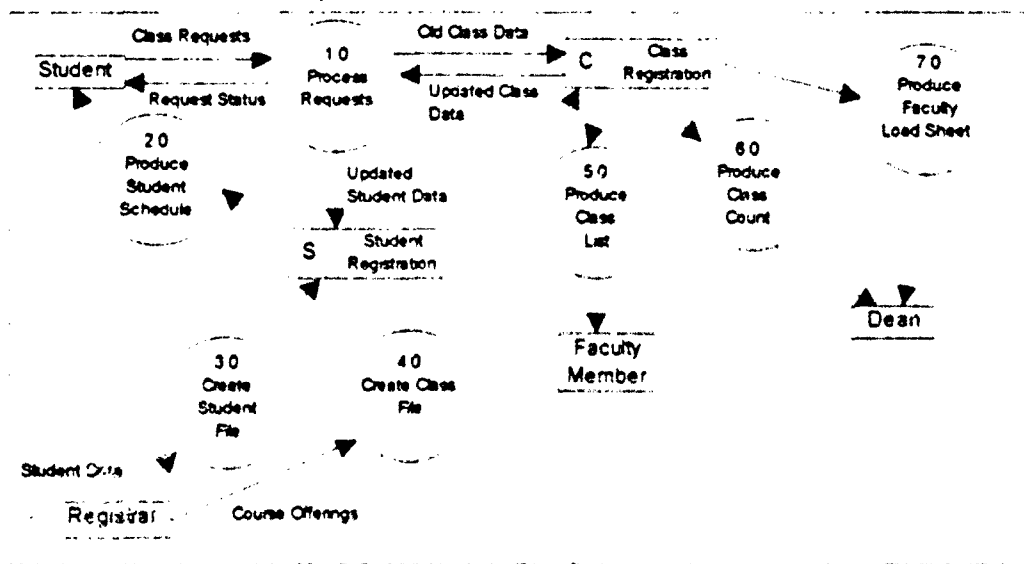 Class Requests
Student
Request Status
1 0
Process
Requests
Old Class Data
Updated Class
Data
C
Class
Registration
7 0
Produce
Faculty
Load Sheet
2 0
Produce
Student
Schedule
Updated
Student Data
5 0
Produce
Class
List
6 0
Produce
Class
Count
S
Student
Registration
Dean
Faculty
Member
3 0
Create
Student
File
4 0
Create Class
File
Student Data
Registrar
Course Offerings